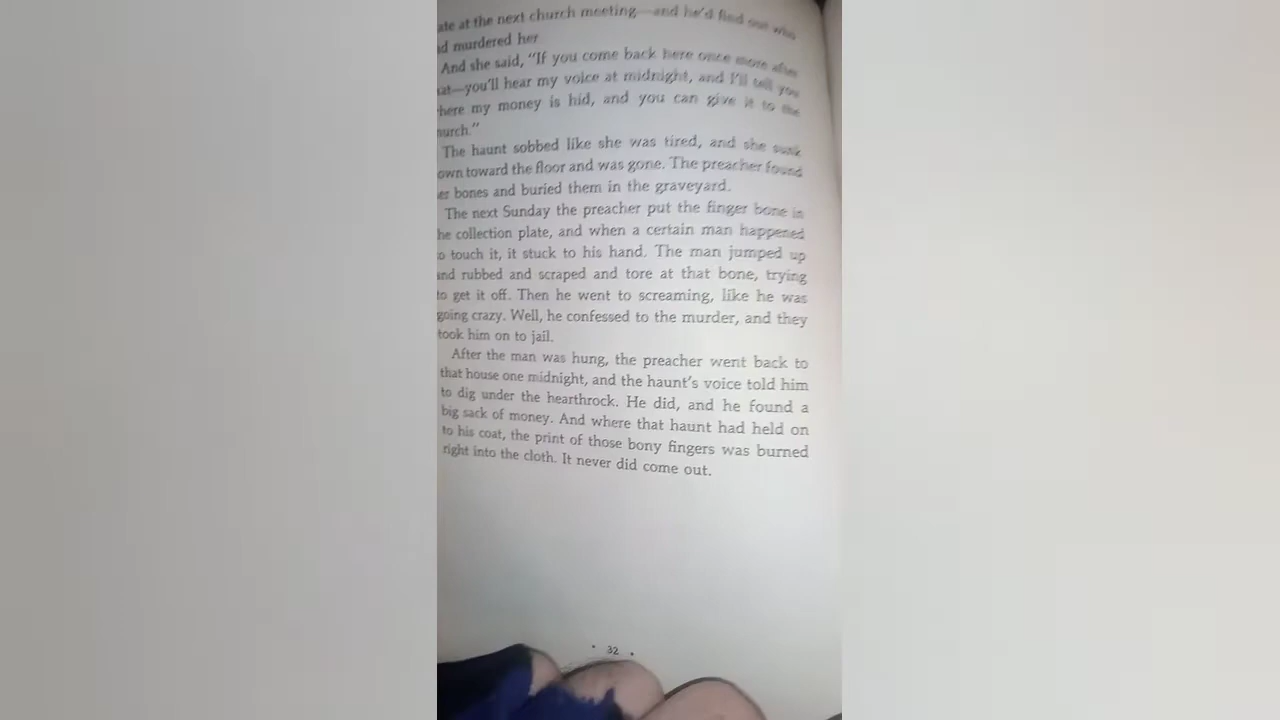 ate at the next church meeting—and he'd find out who
d murdered her
And she said, "If you come back here once more after
at—you'll hear my voice at midnight, and I'll tell you
here my money is hid, and you can give it to the
urch."
The haunt sobbed like she was tired, and she sunk
own toward the floor and was gone. The preacher found
er bones and buried them in the graveyard.
The next Sunday the preacher put the finger bone in
he collection plate, and when a certain man happened
o touch it, it stuck to his hand. The man jumped up
and rubbed and scraped and tore at that bone, trying
to get it off. Then he went to screaming, like he was
going crazy. Well, he confessed to the murder, and they
took him on to jail.
After the man was hung, the preacher went back to
that house one midnight, and the haunt's voice told him
to dig under the hearthrock. He did, and he found a
big sack of money. And where that haunt had held on
to his coat, the print of those bony fingers was burned
right into the cloth. It never did come out.
• 32 •